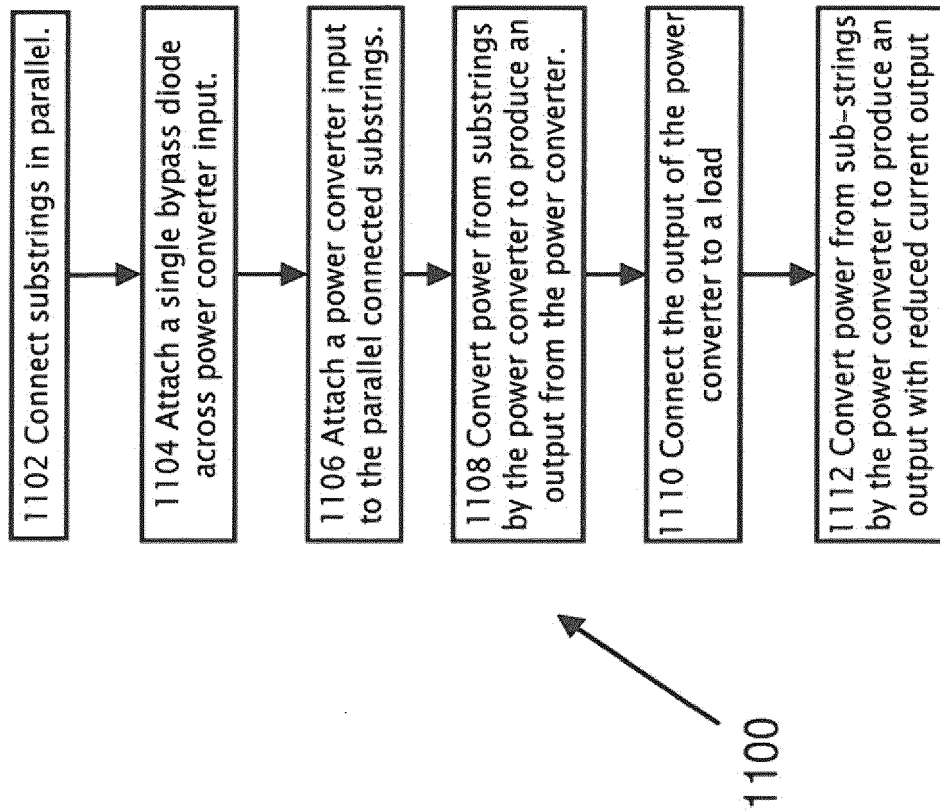 1102 Connect substrings in parallel.
1104 Attach a single bypass diode
across power converter input.
1106 Attach a power converter input
to the parallel connected substrings.
1108 Convert power from substrings
by the power converter to produce an
output from the power converter.
1110 Connect the output of the power
converter to a load
1112 Convert power from sub-strings
by the power converter to produce an
output with reduced current output
1100